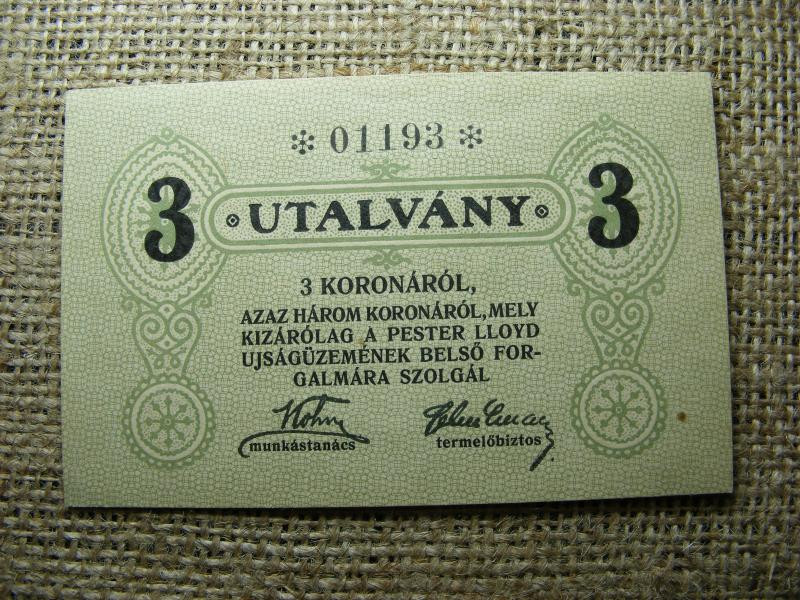 * 01193 *
3 UTALVÁNY 3
3 KORONÁRÓL,
AZAZ HÁROM KORONÁRÓL, MELY
KIZÁRÓLAG A PESTER LLOYD
UJSÁGÜZEMÉNEK BELSŐ FOR-
GALMÁRA SZOLGÁL
munkástanács termelőbiztos